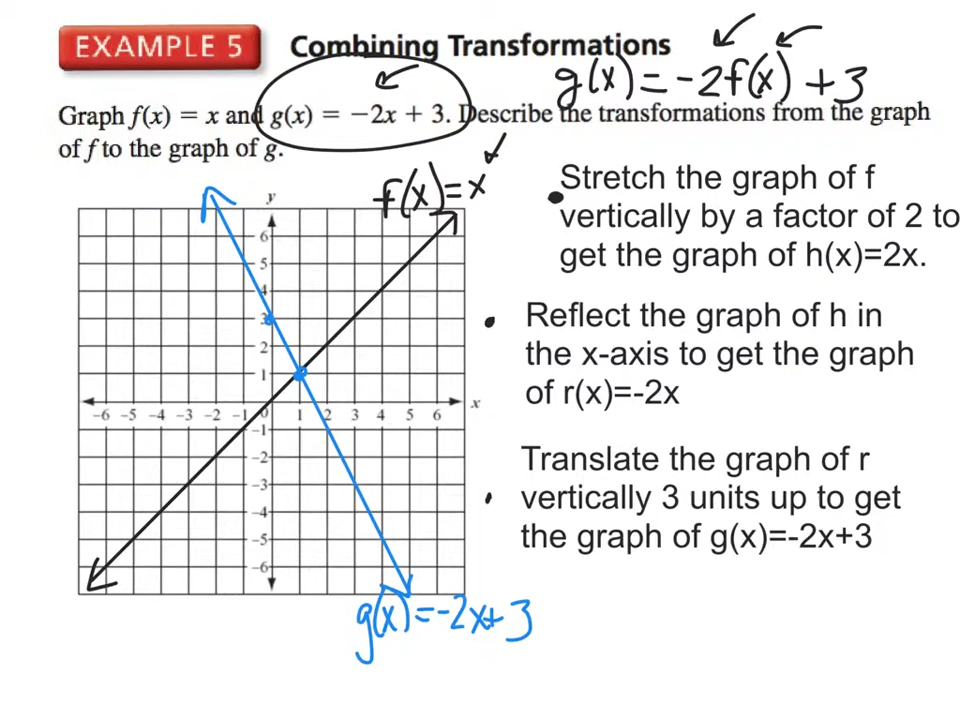 EXAMPLE 5 Combining Transformations
g(x) = -2f(x) + 3
Graph f(x) = x and g(x) = −2x + 3. Describe the transformations from the graph
of f to the graph of g.
f(x)=x
Stretch the graph of f
vertically by a factor of 2 to
get the graph of h(x)=2x.
Reflect the graph of h in
the x-axis to get the graph
of r(x)=-2x
Translate the graph of r
vertically 3 units up to get
the graph of g(x)=-2x+3
y
6
5
4
3
2
1
-6 -5 -4 -3 -2 -1 0 1 2 3 4 5 6 x
-1
-2
-3
-4
-5
-6
g(x)=-2x+3